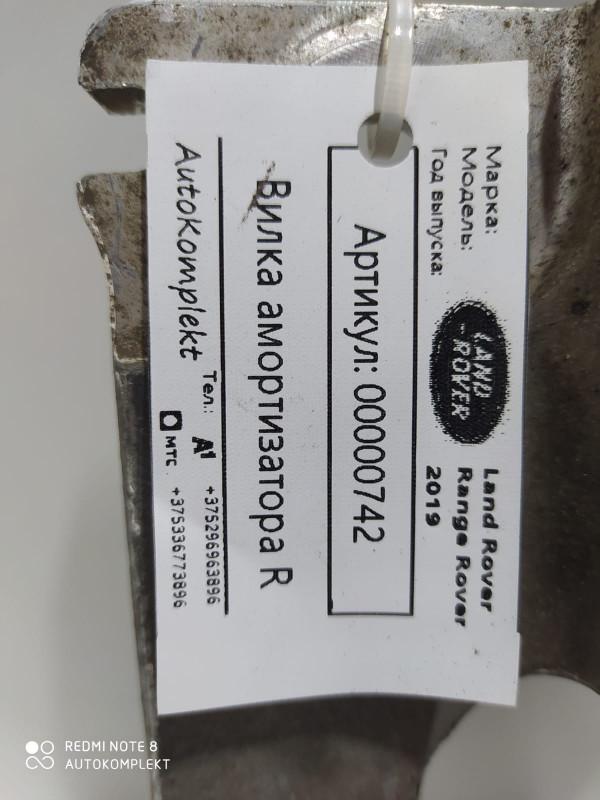 Марка: Land Rover
Модель: Range Rover
Год выпуска: 2019
LAND
-ROVER
Артикул: 00000742
Вилка амортизатора R
AutoKomplekt
Тел.: A1 +375296963896
МТС +375336773896
REDMI NOTE 8
AUTOKOMPLEKT